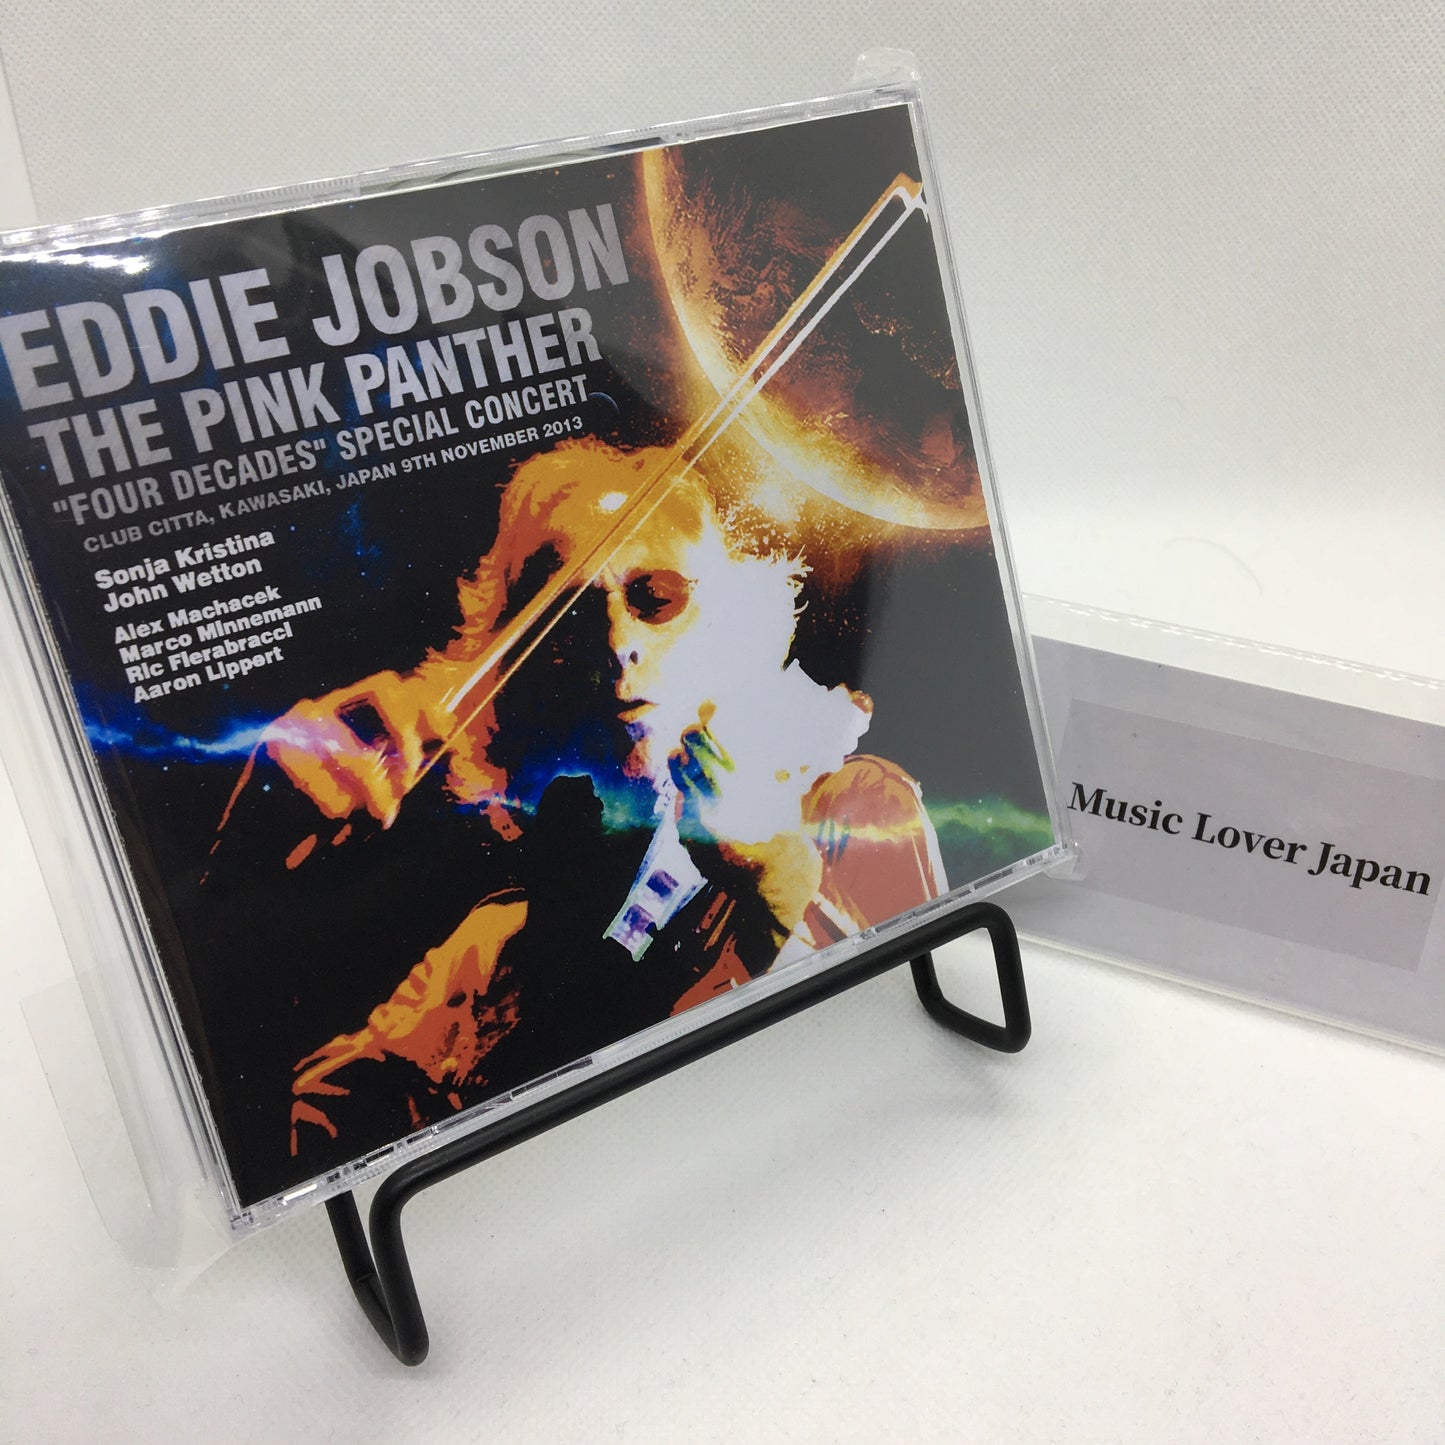 EDDIE JOBSON
THE PINK PANTHER
"FOUR DECADES" SPECIAL CONCERT
CLUB CITTA, KAWASAKI, JAPAN 9TH NOVEMBER 2013
Sonja Kristina
John Wetton
Alex Machacek
Marco Minnemann
Ric Fierabracci
Aaron Lippert
Music Lover Japan